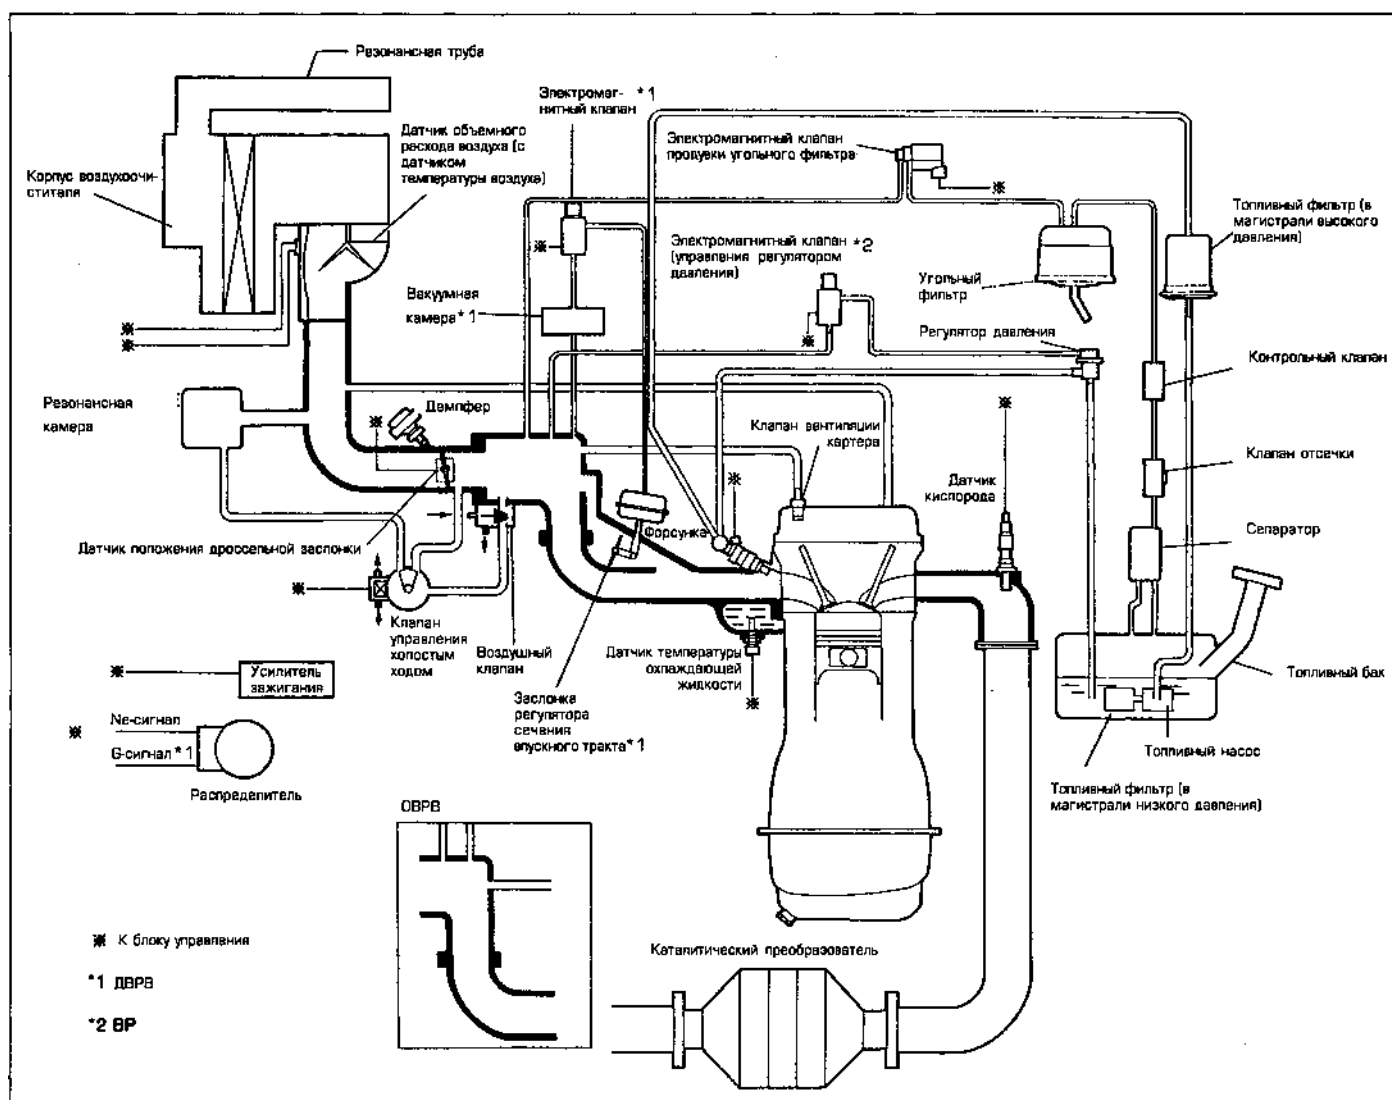 Резонансная труба
Электромаг- *1
нитный клапан
Датчик объемного
расхода воздуха (с
датчиком
температуры воздуха)
Электромагнитный клапан
продувки угольного фильтра
Корпус воздухоочи-
стителя
Топливный фильтр (в
магистрали высокого
давления)
Электромагнитный клапан *2
(управления регулятором
давления)
Угольный
фильтр
Вакуумная
камера*1
Регулятор давления
Контрольный клапан
Резонансная
камера
Демпфер
Клапан вентиляции
картера
Клапан отсечки
Датчик
кислорода
Форсунка
Сепаратор
Датчик положения дроссельной заслонки
Клапан
управления
холостым
ходом
Воздушный
клапан
Датчик температуры
охлаждающей
жидкости
Усилитель
зажигания
Топливный бак
Заслонка
регулятора
сечения
впускного тракта*1
Ne-сигнал
G-сигнал*1
Топливный насос
Распределитель
Топливный фильтр (в
магистрали низкого давления)
ОВРВ
※ К блоку управления
Каталитический преобразователь
*1 ДВРВ
*2 ВР